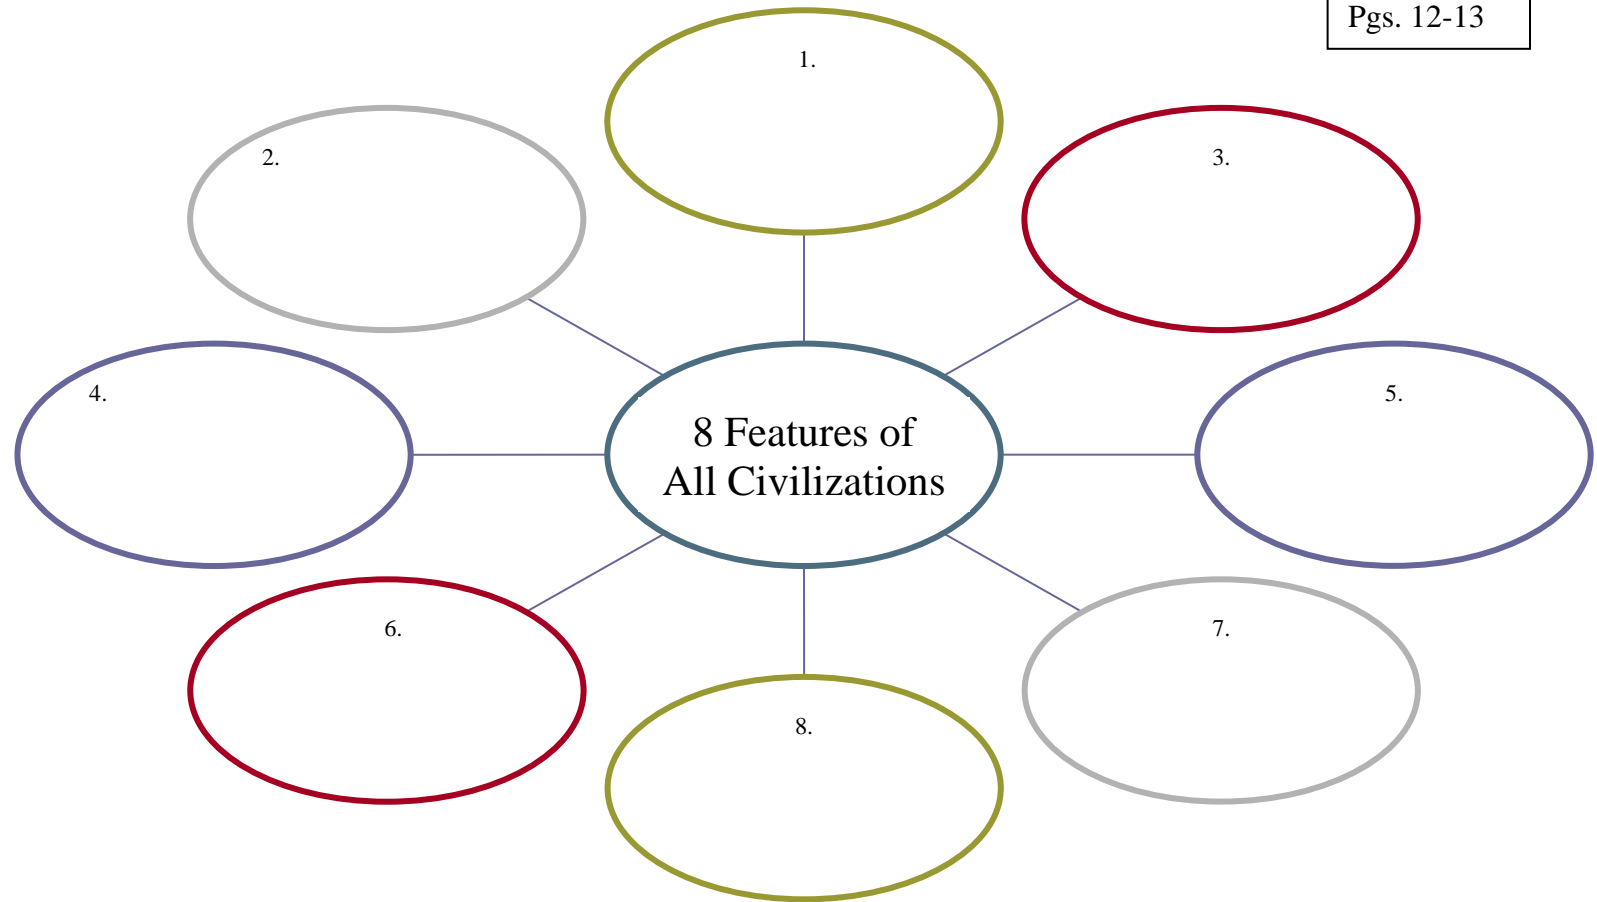 Pgs. 12-13
1.
2.
3.
4.
5.
8 Features of
All Civilizations
6.
7.
8.